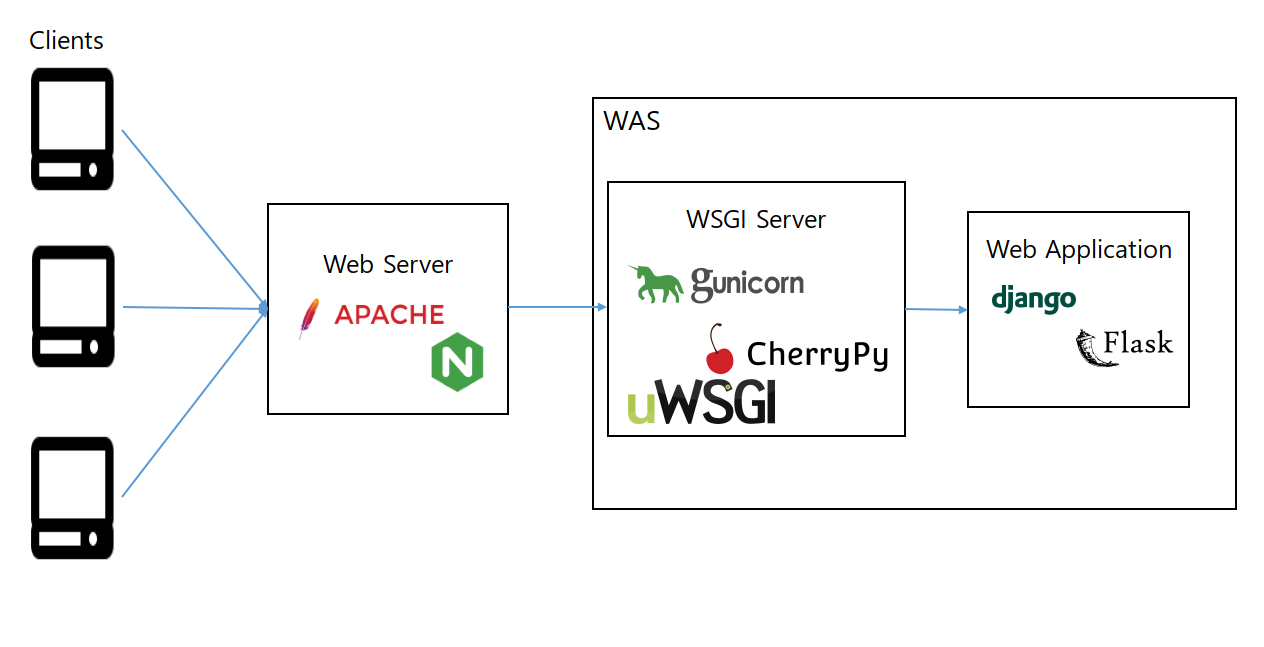 Clients
WAS
WSGI Server
Web Server
Web Application
gunicorn
django
APACHE
Flask
CherryPy
N
uWSGI